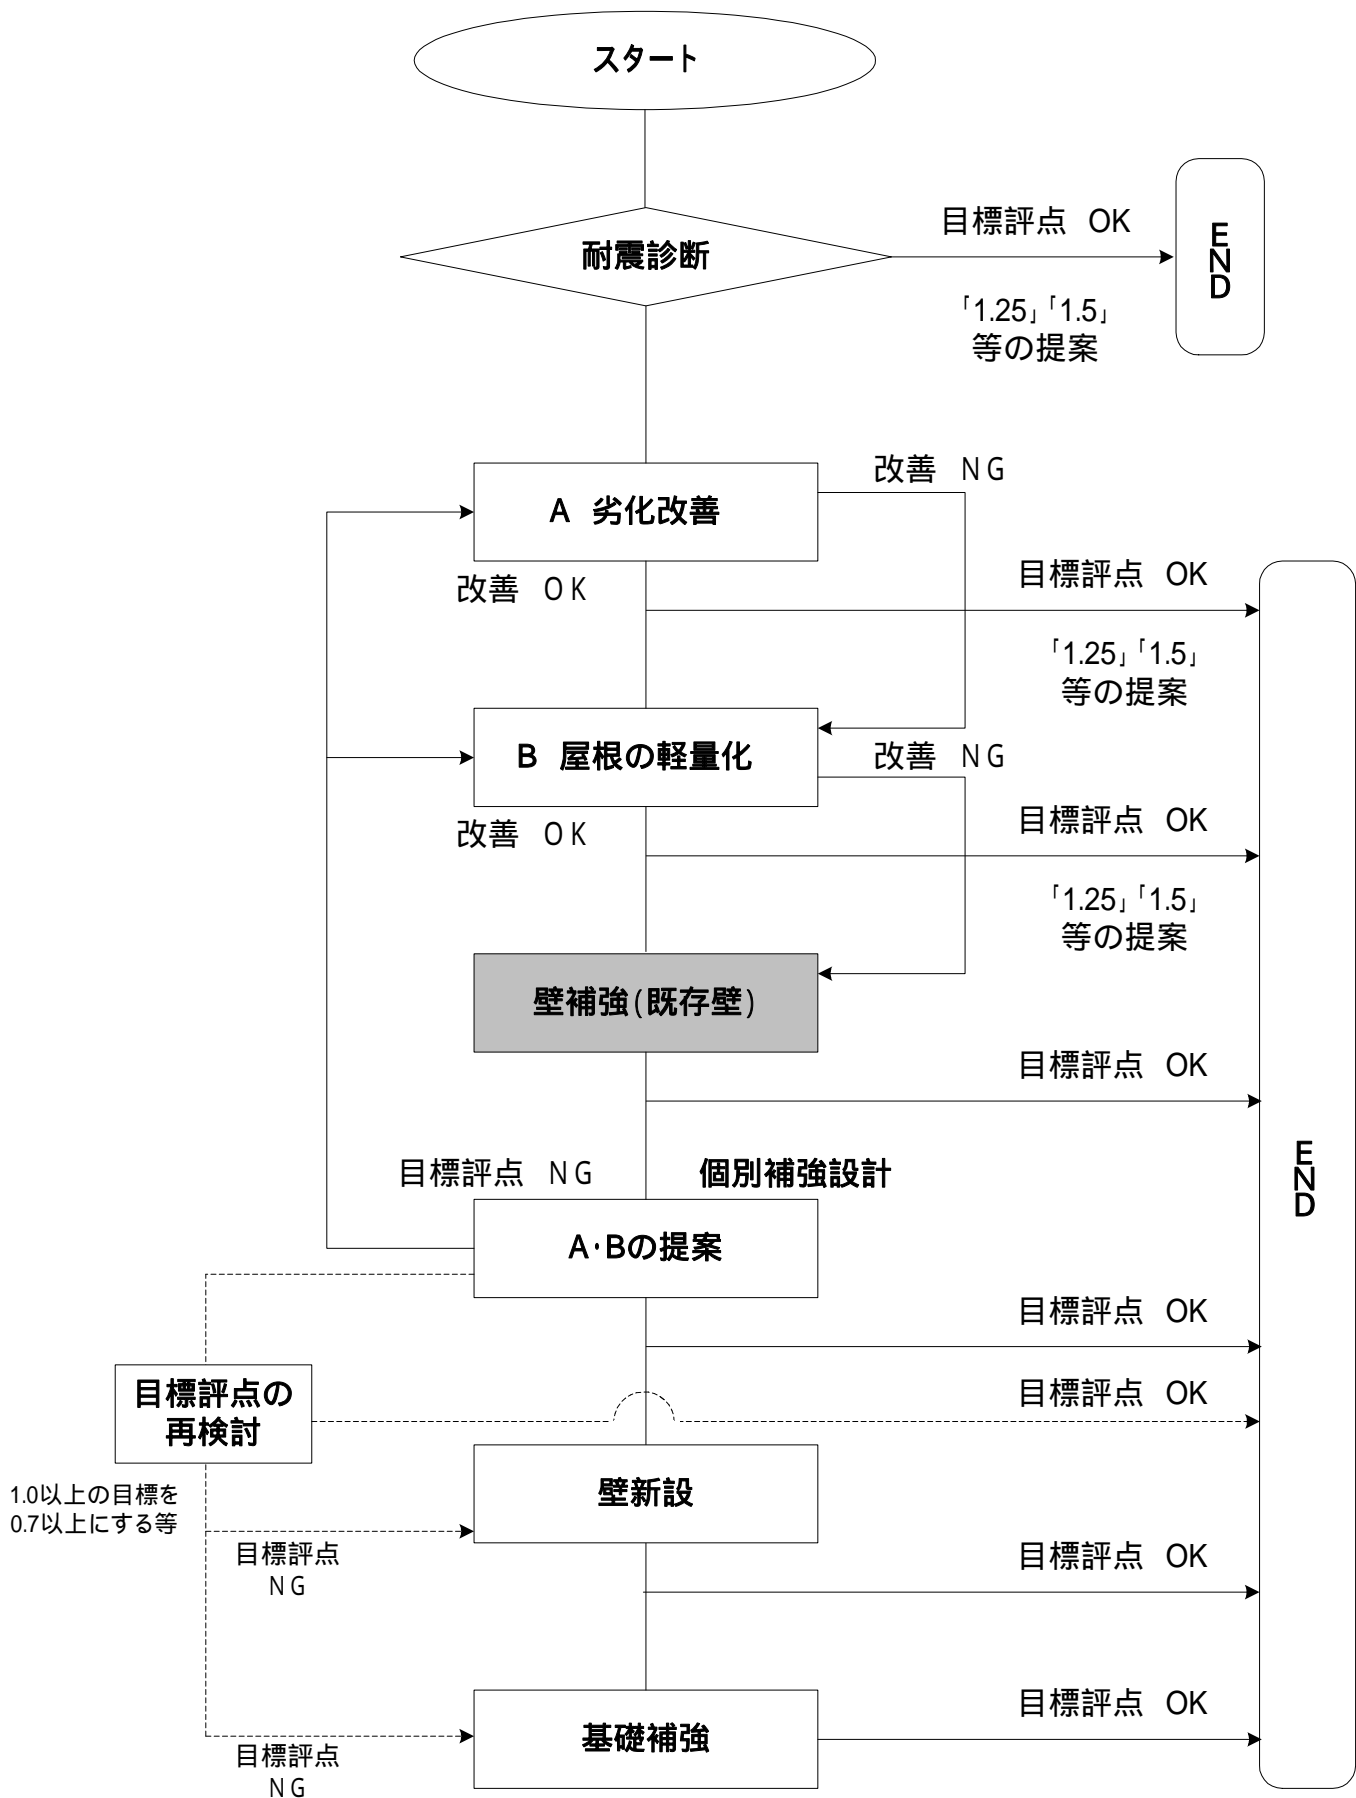 スタート
目標評点 OK
耐震診断
END
「1.25」「1.5」
等の提案
改善 NG
A 劣化改善
改善 OK
目標評点 OK
「1.25」「1.5」
等の提案
B 屋根の軽量化
改善 NG
改善 OK
目標評点 OK
「1.25」「1.5」
等の提案
壁補強(既存壁)
目標評点 OK
END
目標評点 NG
個別補強設計
A・Bの提案
目標評点 OK
目標評点の
再検討
目標評点 OK
1.0以上の目標を
0.7以上にする等
壁新設
目標評点
NG
目標評点 OK
基礎補強
目標評点 OK
目標評点
NG